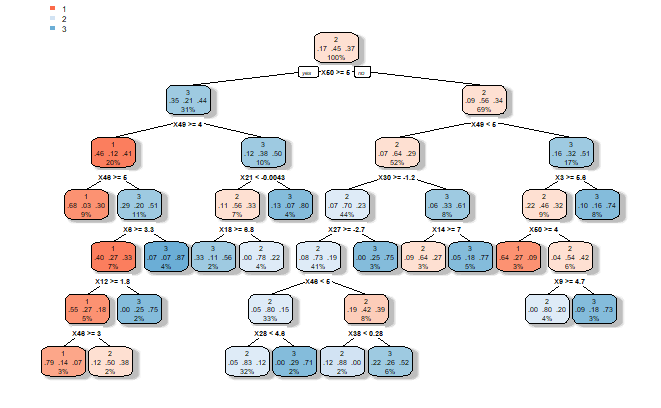 1
2
3
2
.17 .45 .37
100%
yes X50 >= 5 no
3
.35 .21 .44
31%
2
.09 .56 .34
69%
X49 >= 4
X49 < 5
1
.46 .12 .41
20%
3
.12 .38 .50
10%
2
.07 .64 .29
52%
3
.16 .32 .51
17%
X46 >= 5
X21 < -0.0043
X30 >= -1.2
X3 >= 5.6
1
.68 .03 .30
9%
3
.29 .20 .51
11%
2
.11 .56 .33
7%
3
.13 .07 .80
4%
2
.07 .70 .23
44%
3
.06 .33 .61
8%
2
.22 .46 .32
9%
3
.10 .16 .74
8%
X6 >= 3.3
X18 >= 6.8
X27 >= -2.7
X14 >= 7
X50 >= 4
1
.40 .27 .33
7%
3
.07 .07 .87
4%
3
.33 .11 .56
2%
2
.00 .78 .22
4%
2
.08 .73 .19
41%
3
.00 .25 .75
3%
2
.09 .64 .27
3%
3
.05 .18 .77
5%
1
.64 .27 .09
3%
2
.04 .54 .42
6%
X12 >= 1.8
X46 < 5
X9 >= 4.7
1
.55 .27 .18
5%
3
.00 .25 .75
2%
2
.05 .80 .15
33%
2
.19 .42 .39
8%
2
.00 .80 .20
4%
3
.09 .18 .73
3%
X46 >= 3
X28 < 4.6
X38 < 0.28
1
.79 .14 .07
3%
2
.12 .50 .38
2%
2
.05 .83 .12
32%
3
.00 .29 .71
2%
2
.12 .88 .00
2%
3
.22 .26 .52
6%